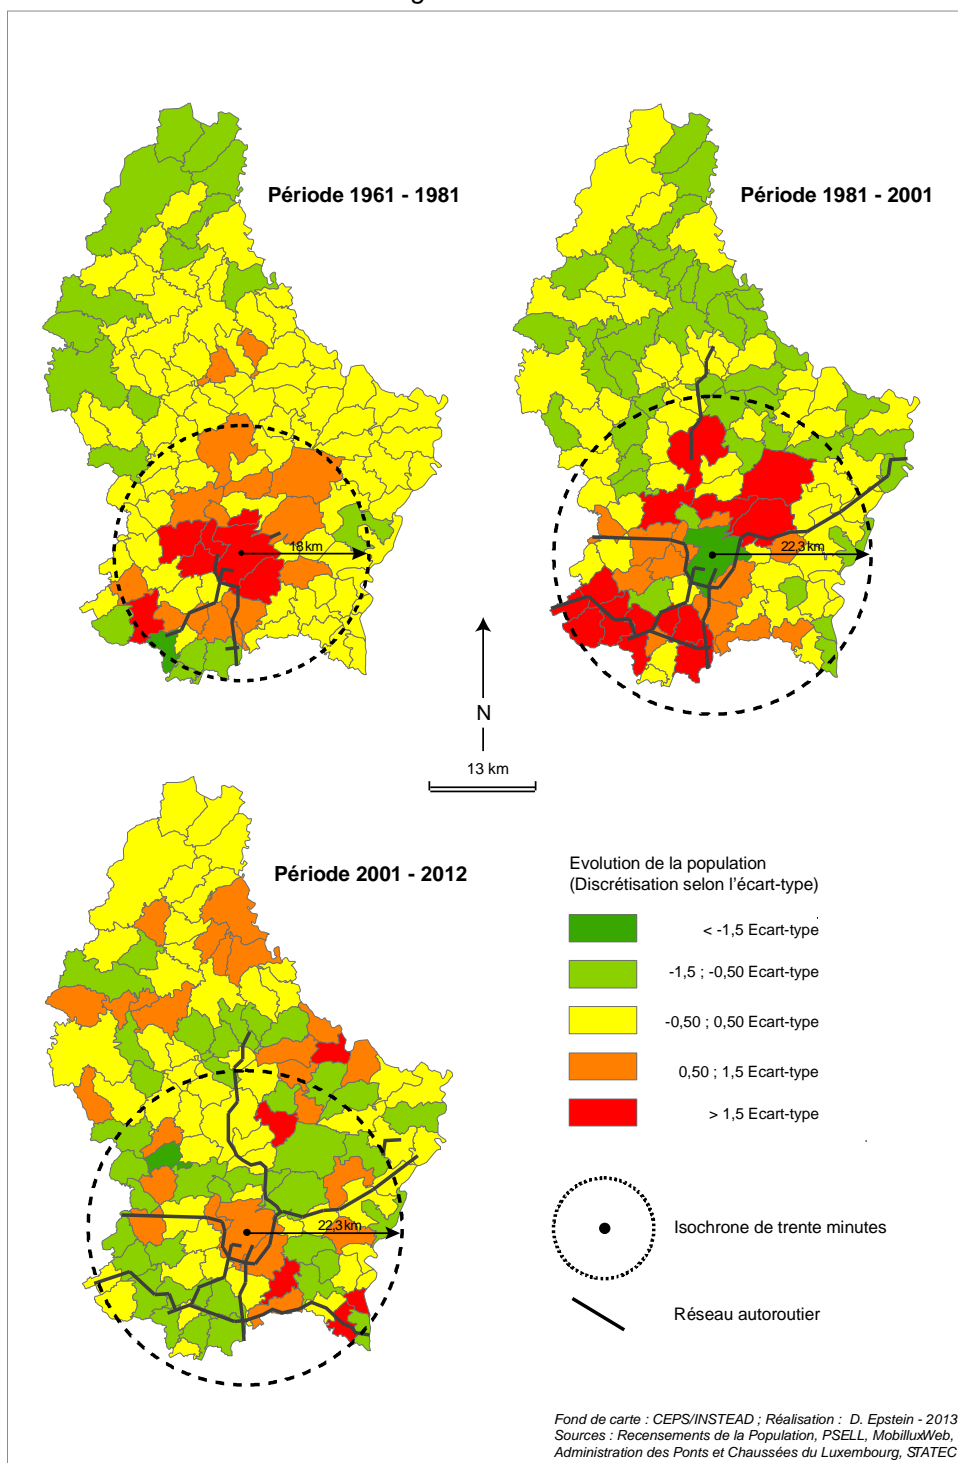 Période 1961 - 1981
Période 1981 - 2001
18 km
22,3 km
N
13 km
Période 2001 - 2012
22,3 km
Evolution de la population
(Discrétisation selon l'écart-type)
< -1,5 Ecart-type
-1,5 ; -0,50 Ecart-type
-0,50 ; 0,50 Ecart-type
0,50 ; 1,5 Ecart-type
> 1,5 Ecart-type
Isochrone de trente minutes
Réseau autoroutier
Fond de carte : CEPS/INSTEAD ; Réalisation : D. Epstein - 2013
Sources : Recensements de la Population, PSELL, MobilluxWeb,
Administration des Ponts et Chaussées du Luxembourg, STATEC